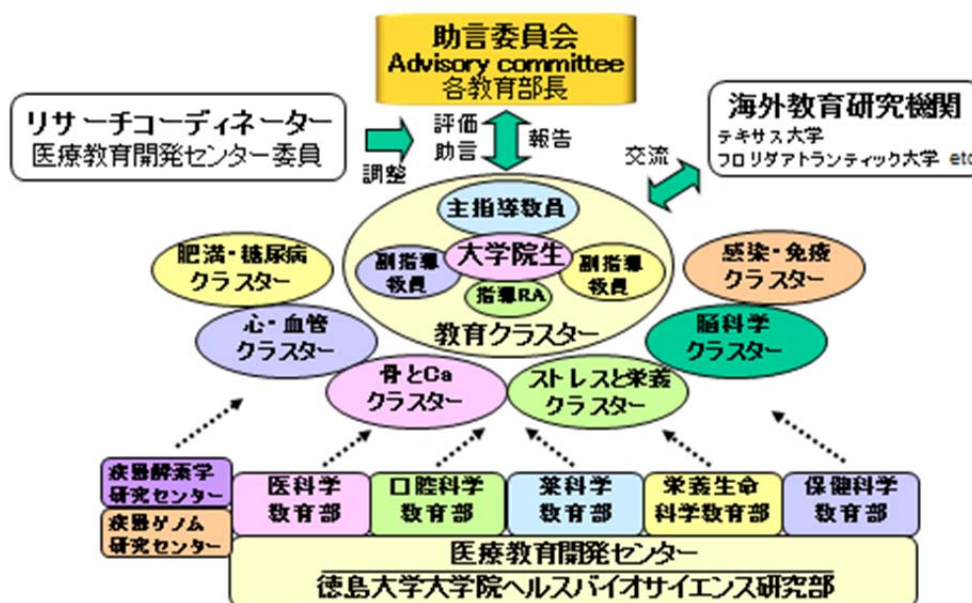 助言委員会
Advisory committee
各教育部長
リサーチコーディネーター
医療教育開発センター委員
海外教育研究機関
テキサス大学
フロリダアトランティック大学 etc
調整
評価
助言
報告
交流
主指導教員
大学院生
副指導
教員
副指導
教員
指導RA
教育クラスター
肥満・糖尿病
クラスター
心・血管
クラスター
骨とCa
クラスター
ストレスと栄養
クラスター
脳科学
クラスター
感染・免疫
クラスター
疾患酵素学
研究センター
疾患ゲノム
研究センター
医科学
教育部
口腔科学
教育部
薬科学
教育部
栄養生命
科学教育部
保健科学
教育部
医療教育開発センター
徳島大学大学院ヘルスバイオサイエンス研究部